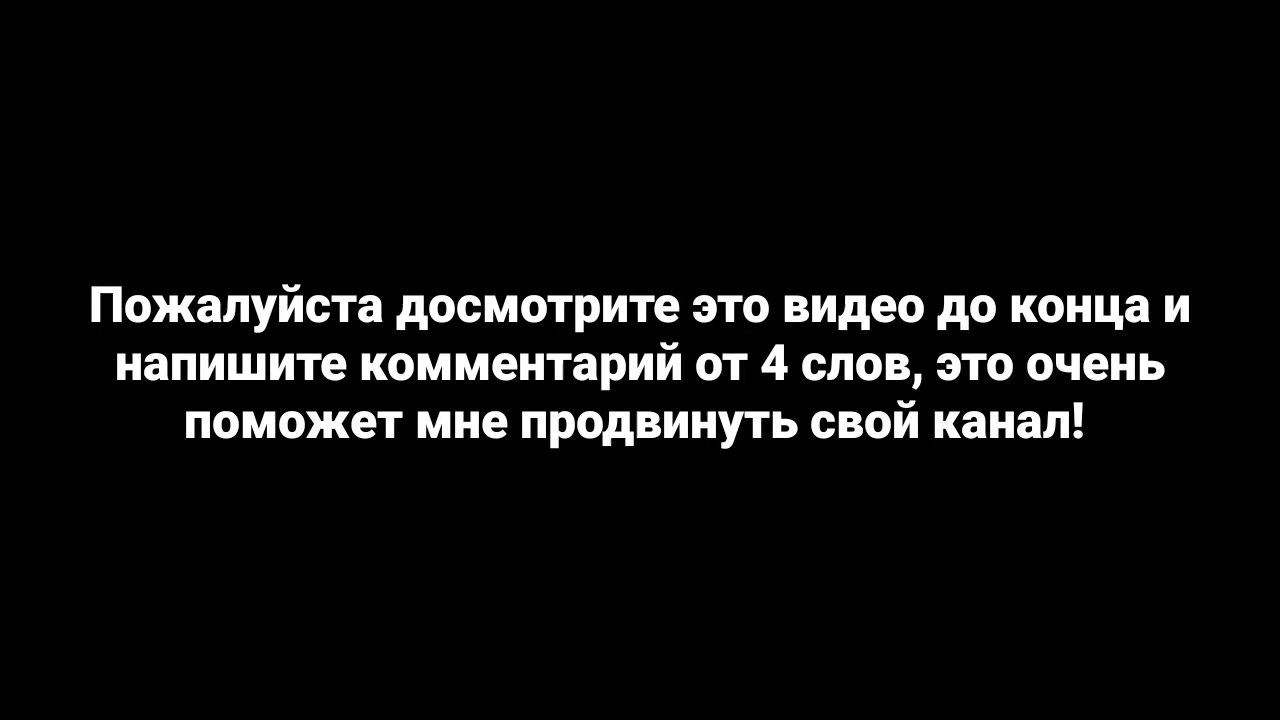 Пожалуйста досмотрите это видео до конца и
напишите комментарий от 4 слов, это очень
поможет мне продвинуть свой канал!